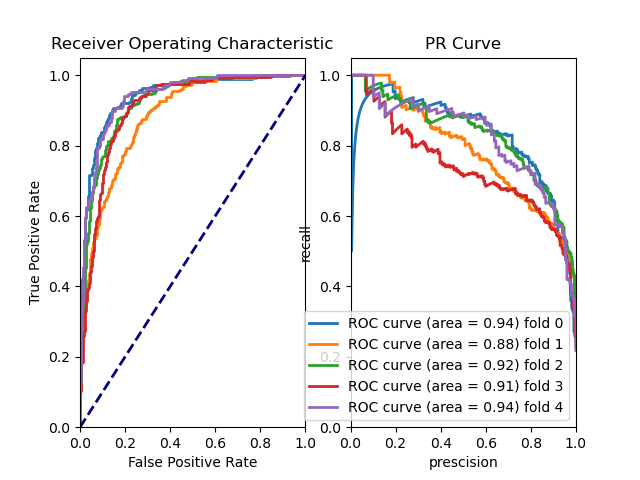 Receiver Operating Characteristic
PR Curve
1.0
0.8
0.6
0.4
0.2
0.0
True Positive Rate
0.0
0.2
0.4
0.6
0.8
1.0
False Positive Rate
1.0
0.8
0.6
0.4
0.2
0.0
recall
0.0
0.2
0.4
0.6
0.8
1.0
prescision
ROC curve (area = 0.94) fold 0
ROC curve (area = 0.88) fold 1
ROC curve (area = 0.92) fold 2
ROC curve (area = 0.91) fold 3
ROC curve (area = 0.94) fold 4